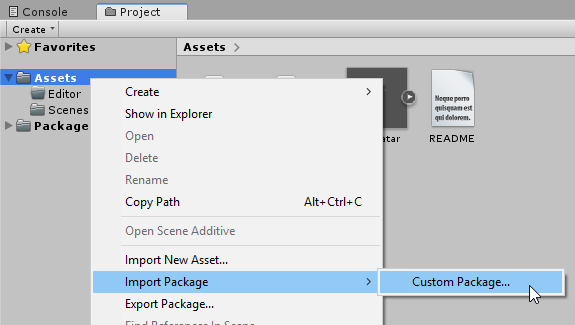 Console
Project
Create
Favorites
Assets
Editor
Scenes
Package
Assets
Neque porro
quisquam est
qui dolorem.
README
Create
Show in Explorer
Open
Delete
Rename
Copy Path Alt+Ctrl+C
Open Scene Additive
Import New Asset...
Import Package
Custom Package...
Export Package...
Find References In Scene